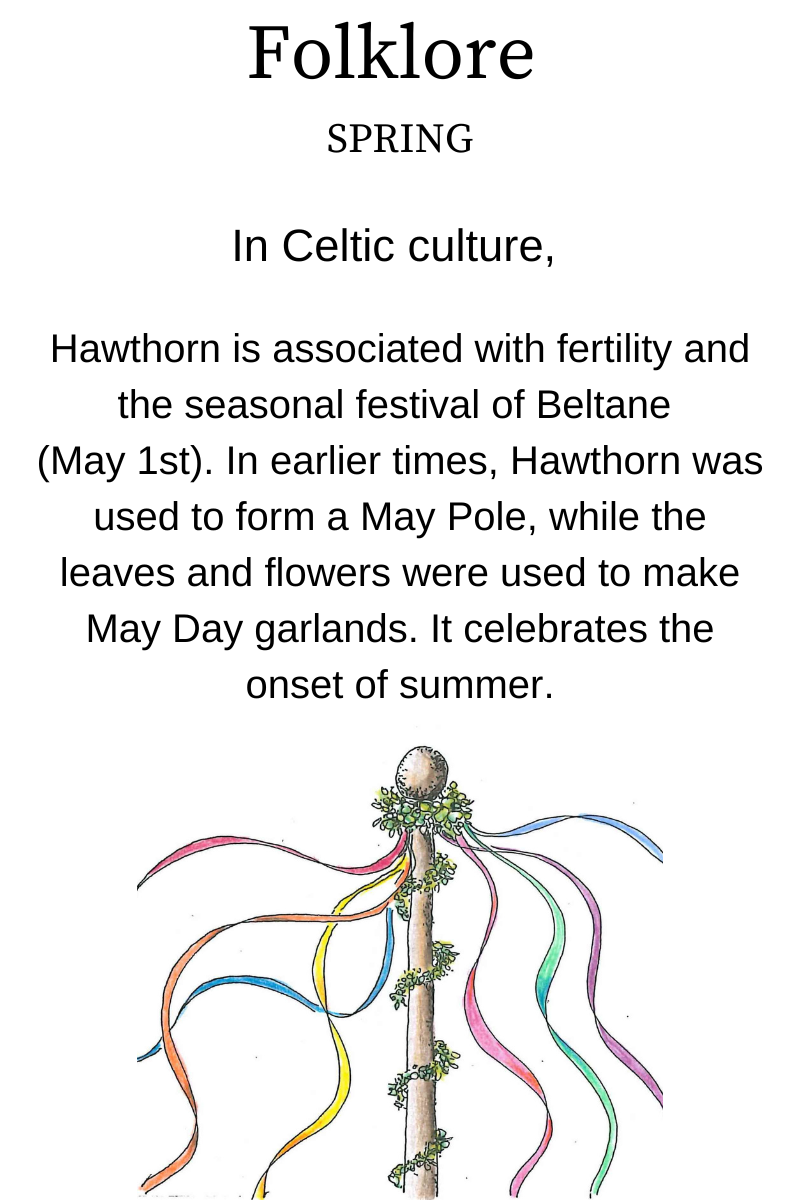 Folklore
SPRING
In Celtic culture,
Hawthorn is associated with fertility and
the seasonal festival of Beltane
(May 1st). In earlier times, Hawthorn was
used to form a May Pole, while the
leaves and flowers were used to make
May Day garlands. It celebrates the
onset of summer.